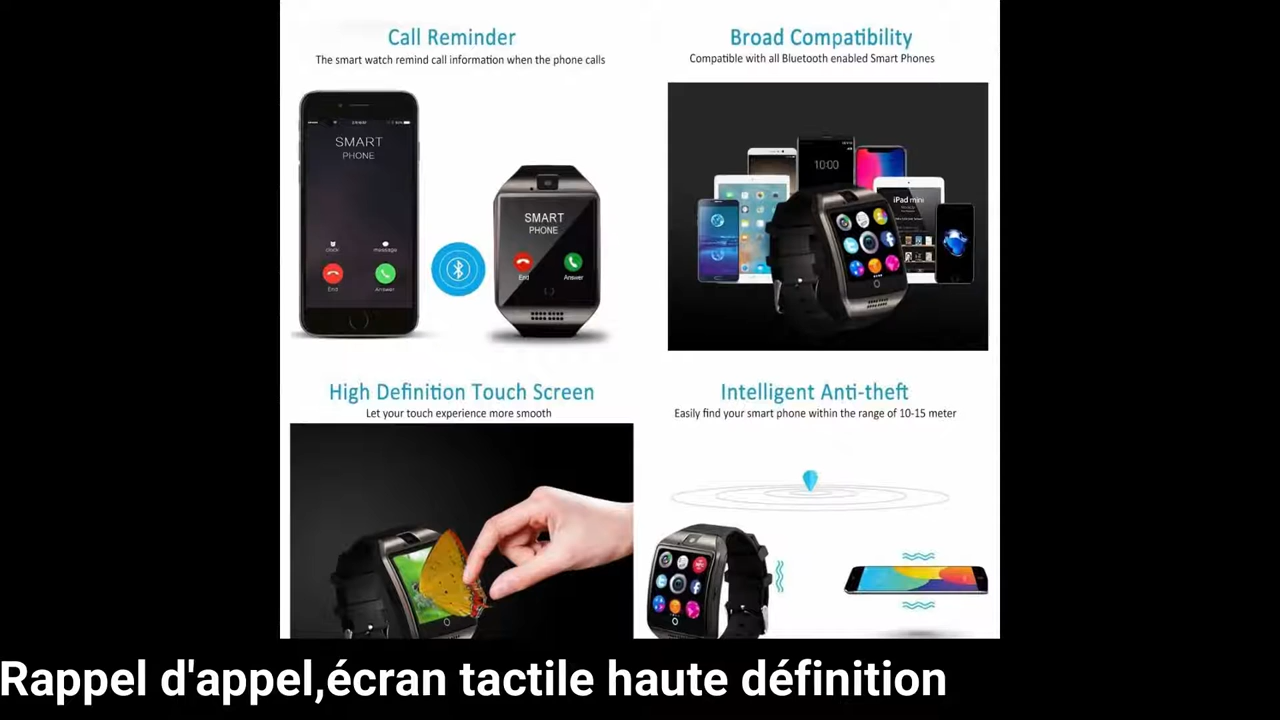 Call Reminder
The smart watch remind call information when the phone calls
Broad Compatibility
Compatible with all Bluetooth enabled Smart Phones
SMART
PHONE
clock
message
End
Answer
SMART
PHONE
End
Answer
10:00
iPad mini
High Definition Touch Screen
Let your touch experience more smooth
Intelligent Anti-theft
Easily find your smart phone within the range of 10-15 meter
Rappel d'appel,écran tactile haute définition